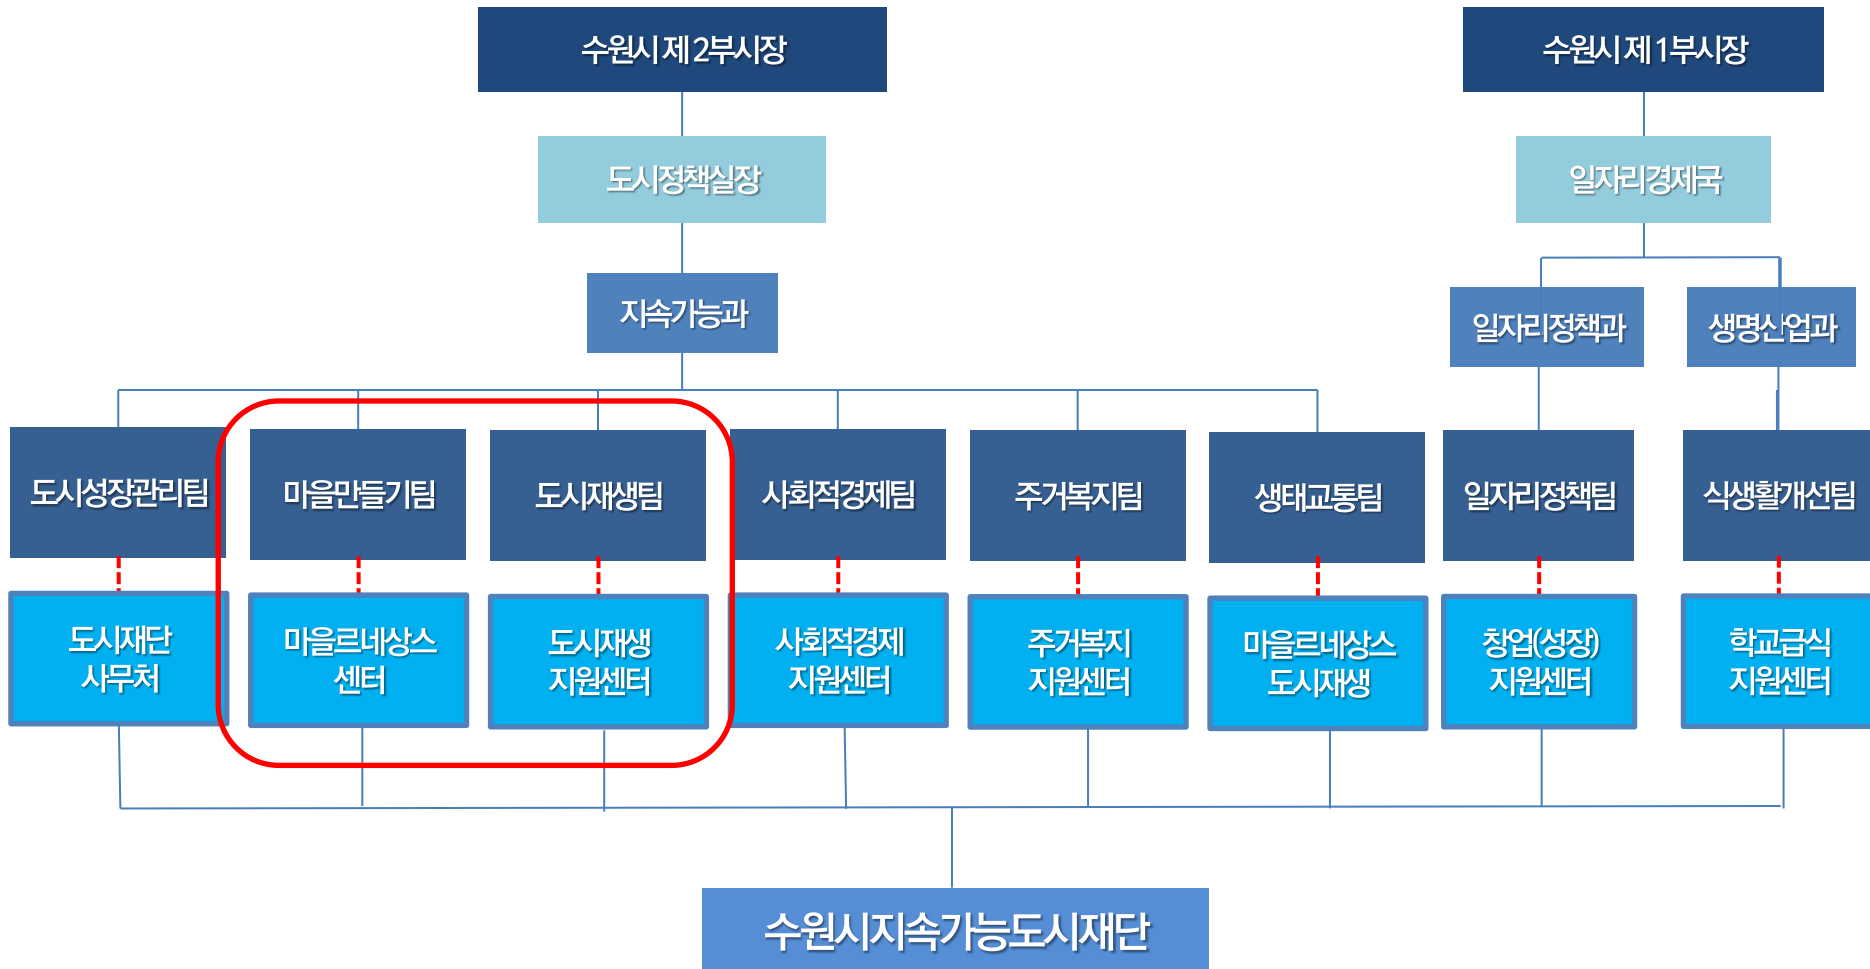 수원시 제 2부시장
수원시 제 1부시장
도시정책실장
일자리경제국
지속가능과
일자리정책과
생명산업과
도시성장관리팀
마을만들기팀
도시재생팀
사회적경제팀
주거복지팀
생태교통팀
일자리정책팀
식생활개선팀
도시재단
사무처
마을르네상스
센터
도시재생
지원센터
사회적경제
지원센터
주거복지
지원센터
마을르네상스
도시재생
창업(성장)
지원센터
학교급식
지원센터
수원시지속가능도시재단